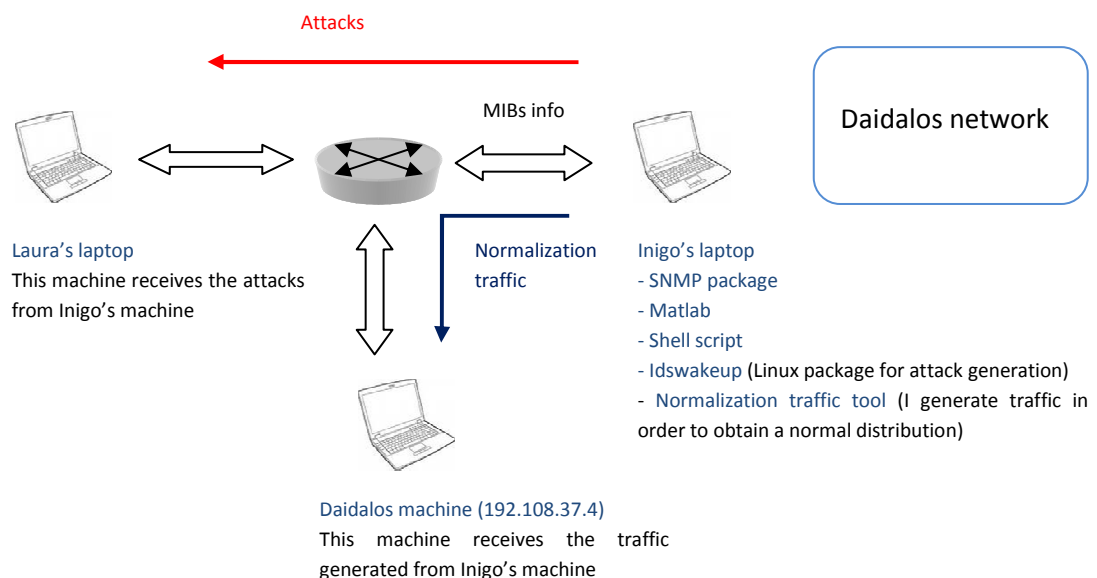 Attacks
MIBs info
Daidalos network
Laura's laptop
This machine receives the attacks
from Inigo's machine
Normalization
traffic
Inigo's laptop
- SNMP package
- Matlab
- Shell script
- Idswakeup (Linux package for attack generation)
- Normalization traffic tool (I generate traffic in
order to obtain a normal distribution)
Daidalos machine (192.108.37.4)
This machine receives the traffic
generated from Inigo's machine